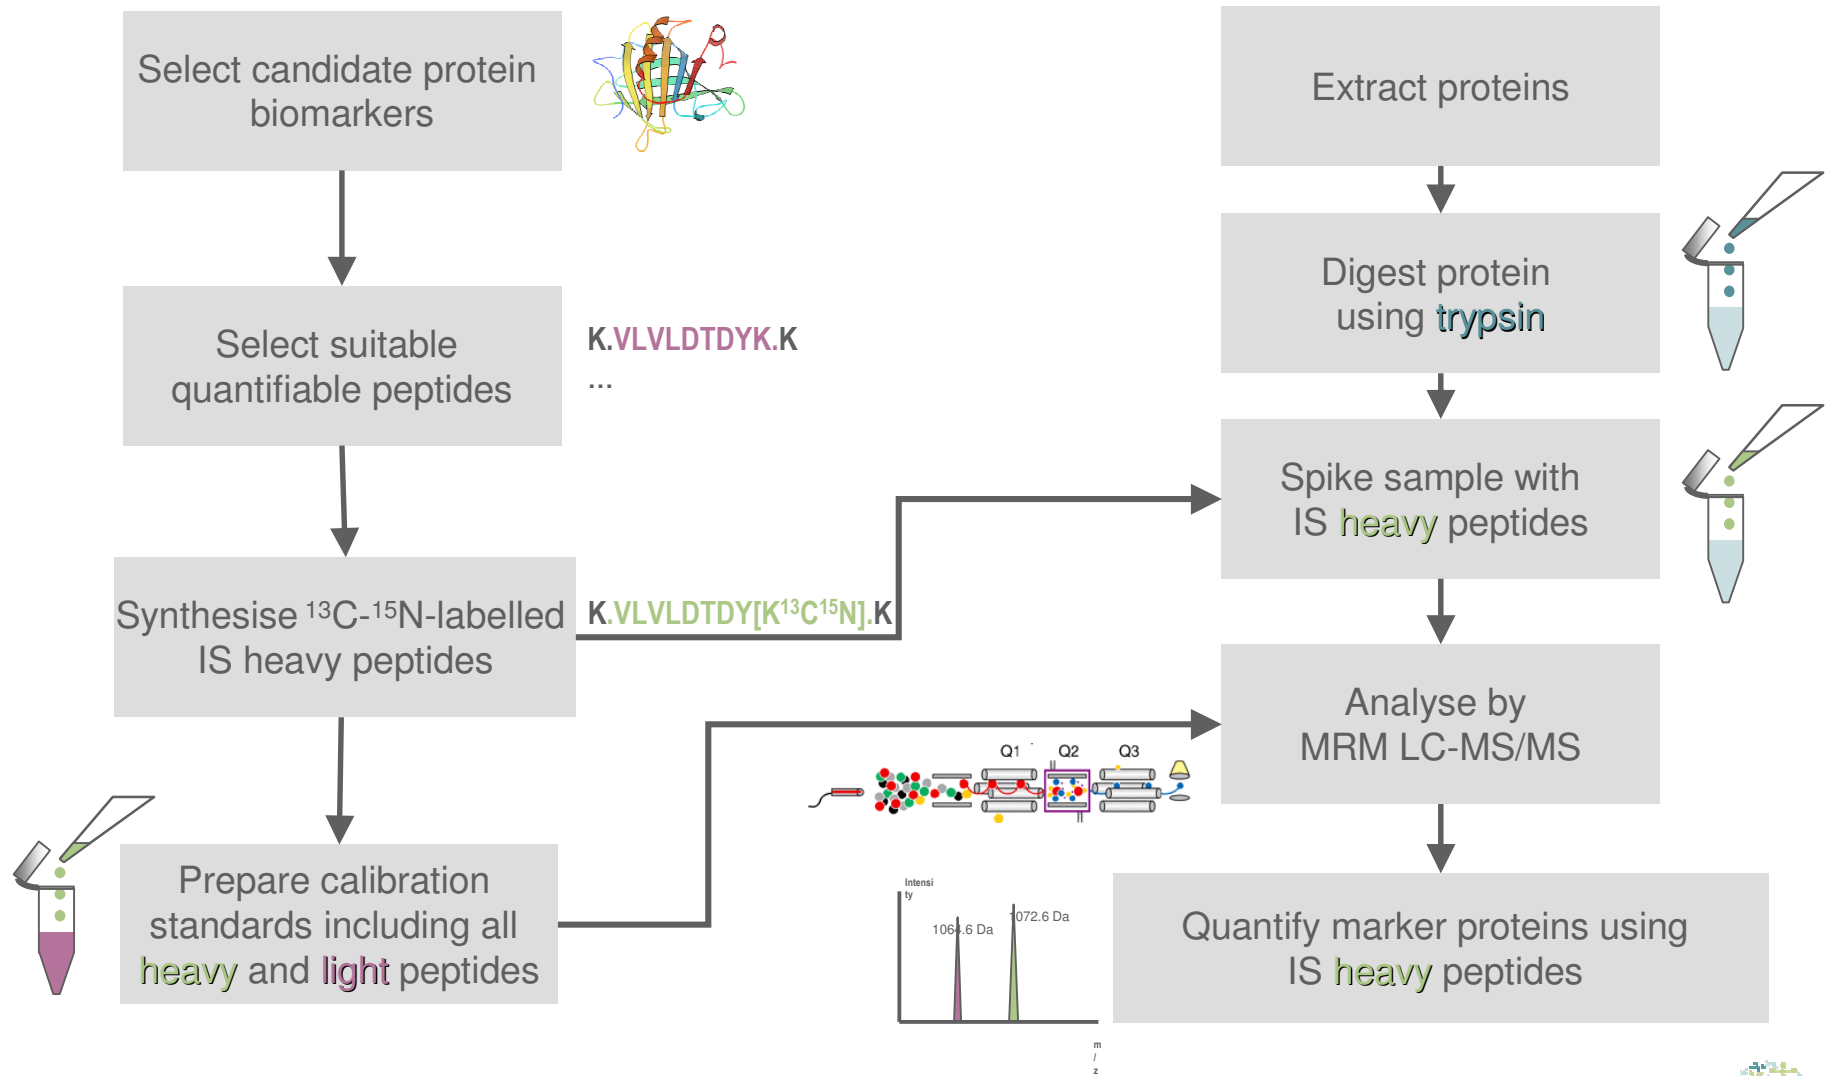 Select candidate protein
biomarkers
Select suitable
quantifiable peptides
K.VLVLDTDYK.K
...
Synthesise ¹³C-¹⁵N-labelled
IS heavy peptides
K.VLVLDTDY[K¹³C¹⁵N].K
Prepare calibration
standards including all
heavy and light peptides
Extract proteins
Digest protein
using trypsin
Spike sample with
IS heavy peptides
Analyse by
MRM LC-MS/MS
Q1 Q2 Q3
Intensi
ty
1064.6 Da
1072.6 Da
m
/
z
Quantify marker proteins using
IS heavy peptides